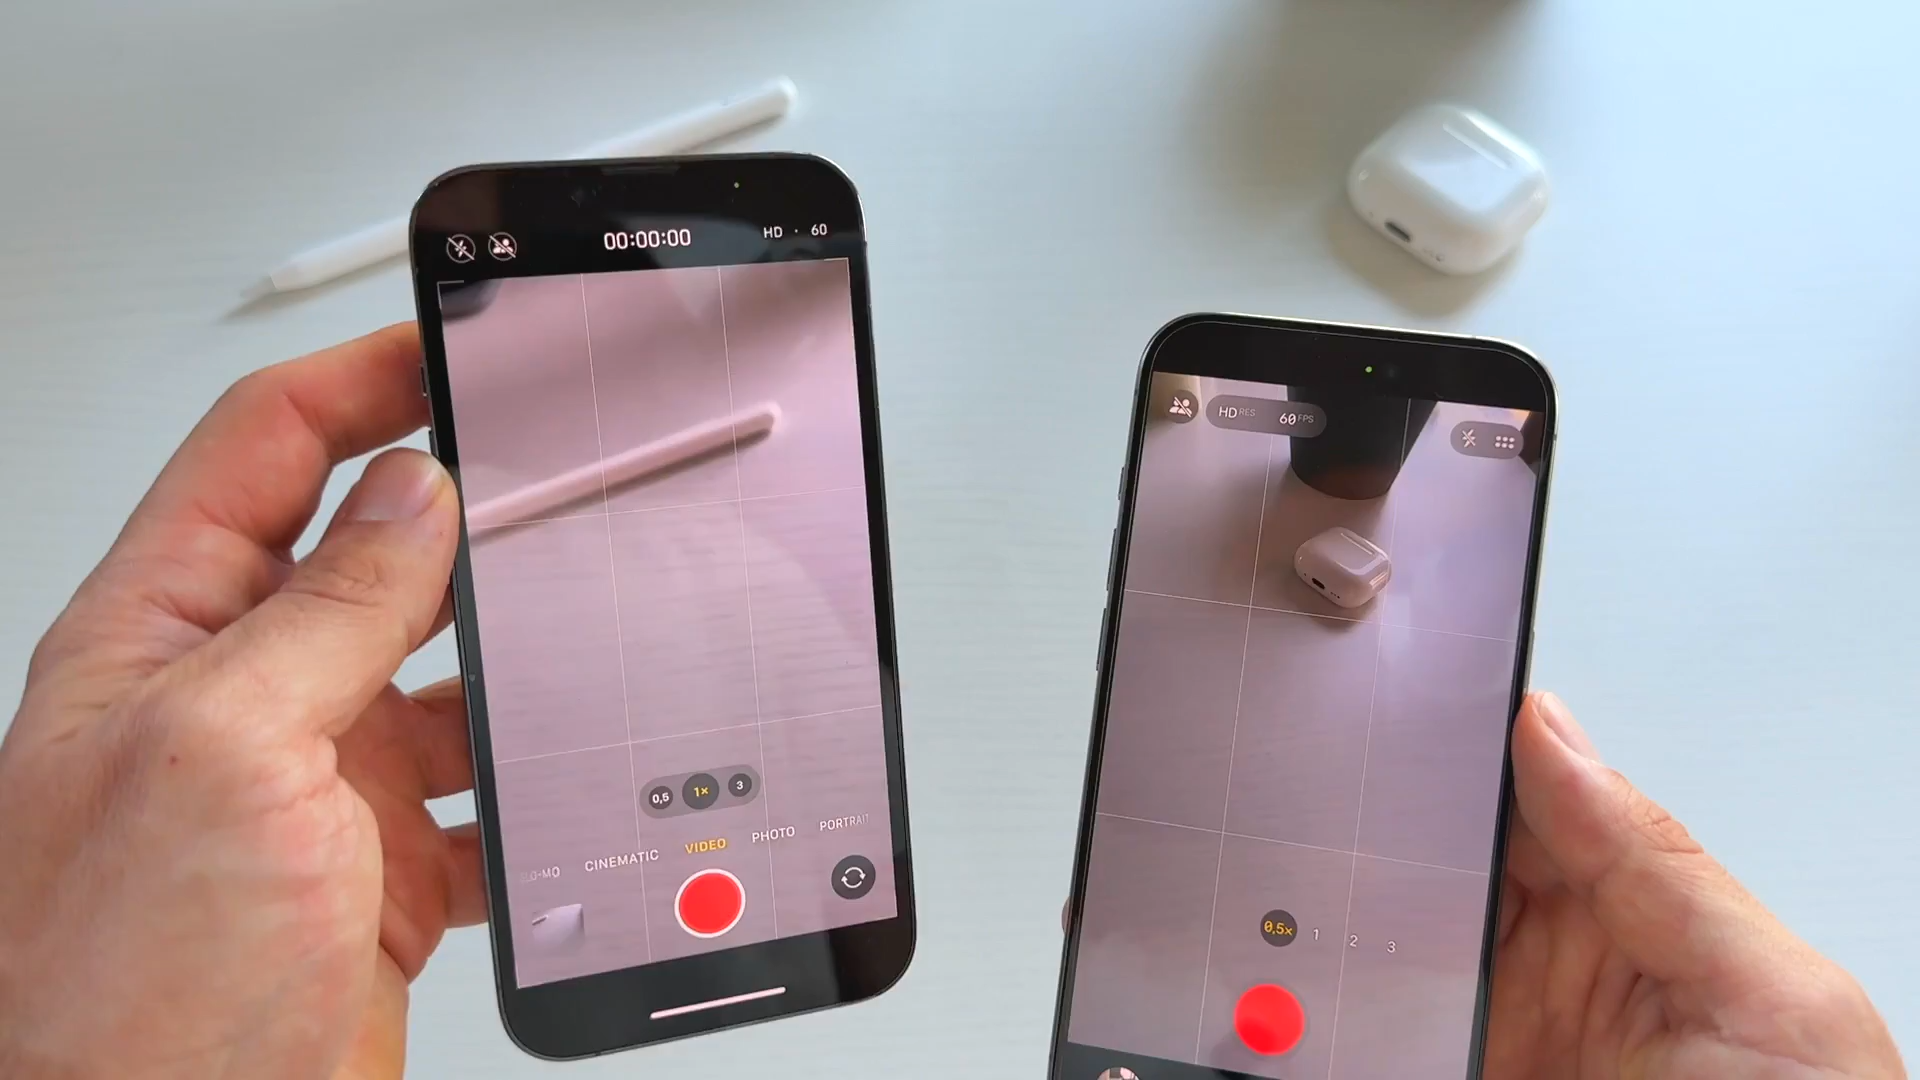 00:00:00
HD · 60
0,5 1× 3
CINEMATIC VIDEO PHOTO PORTRAIT
HD RES 60 FPS
0,5× 1 2 3